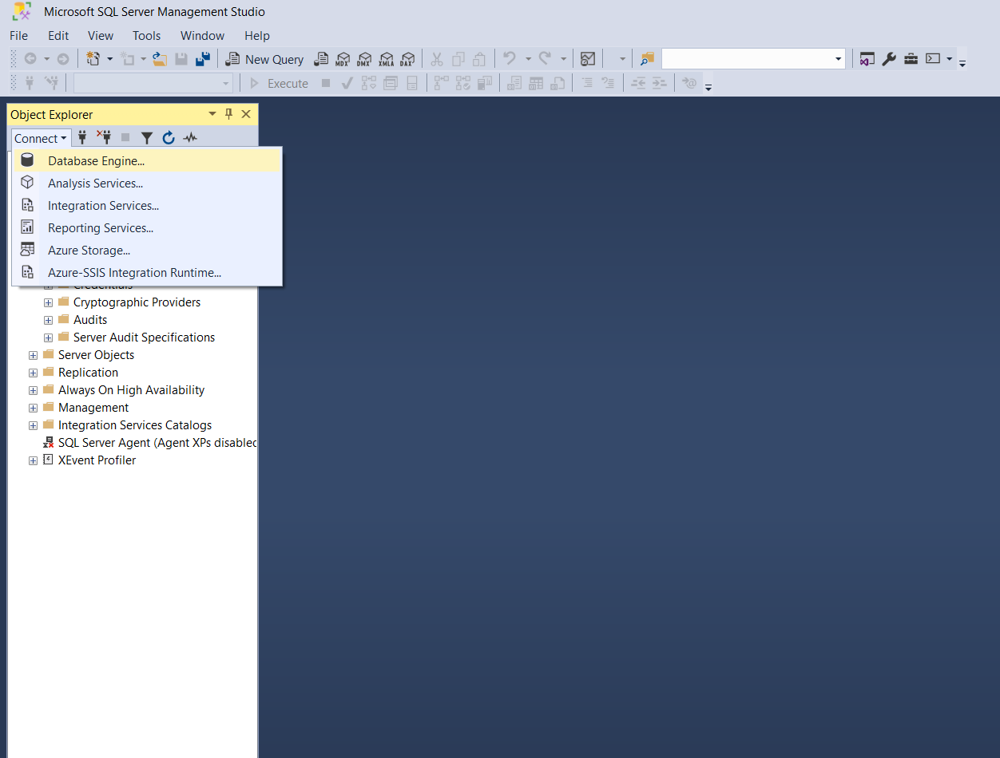 Microsoft SQL Server Management Studio
File Edit View Tools Window Help
New Query MDX DMX XMLA DAX
Execute
Object Explorer
Connect
Database Engine...
Analysis Services...
Integration Services...
Reporting Services...
Azure Storage...
Azure-SSIS Integration Runtime...
Credentials
Cryptographic Providers
Audits
Server Audit Specifications
Server Objects
Replication
Always On High Availability
Management
Integration Services Catalogs
SQL Server Agent (Agent XPs disabled
XEvent Profiler